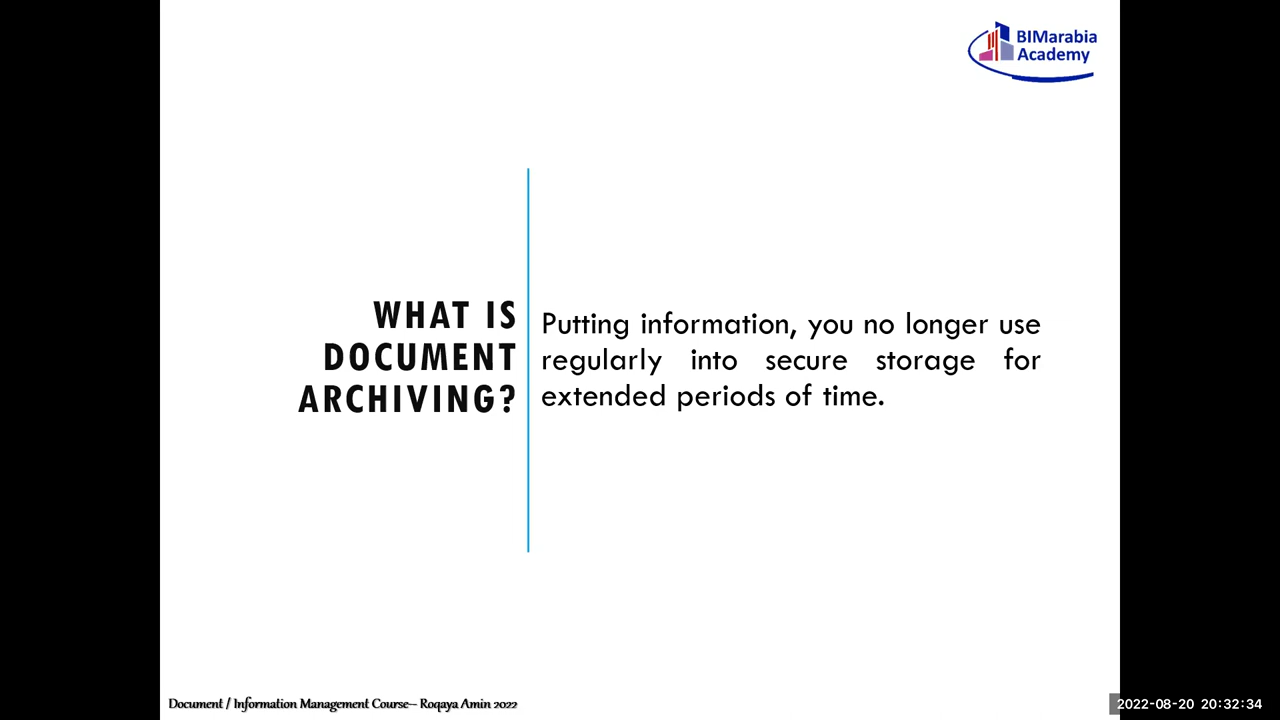 BIMarabia
Academy
WHAT IS
DOCUMENT
ARCHIVING?
Putting information, you no longer use
regularly into secure storage for
extended periods of time.
Document / Information Management Course– Roqaya Amin 2022
2022-08-20 20:32:34